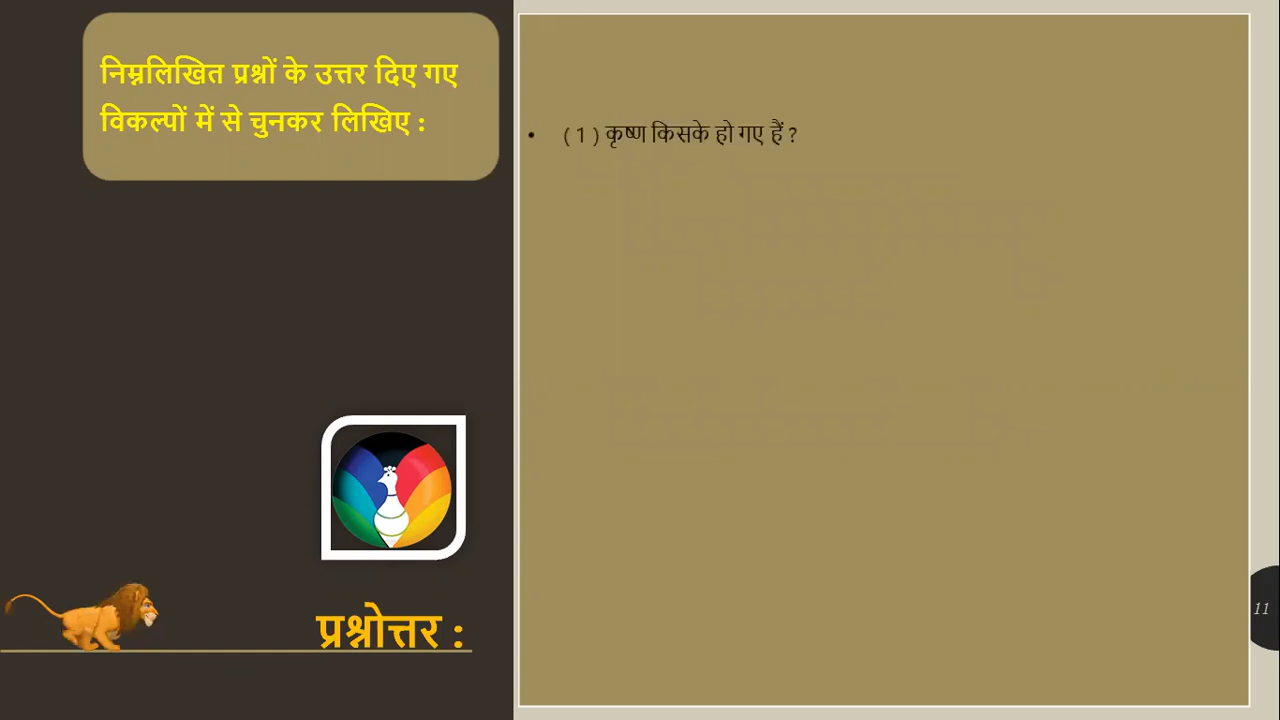 निम्नलिखित प्रश्नों के उत्तर दिए गए
विकल्पों में से चुनकर लिखिए :
• ( 1 ) कृष्ण किसके हो गए हैं ?
प्रश्नोत्तर :
11